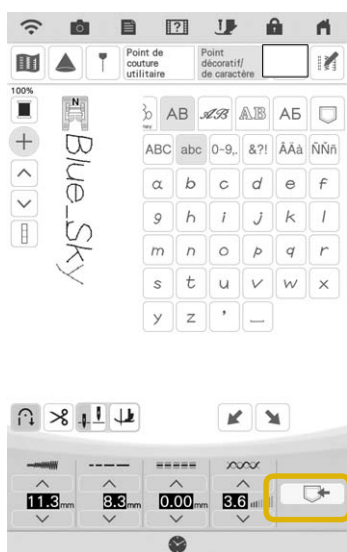 Point de
couture
utilitaire
Point
décoratif/
de caractère
100%
N
Blue_Sky
AB AB AB АБ
ABC abc 0-9,. &?! ÄÅà ÑÑñ
a b c d e f
g h i j k l
m n o p q r
s t u v w x
y z ' _
11.3mm 8.3mm 0.00mm 3.6